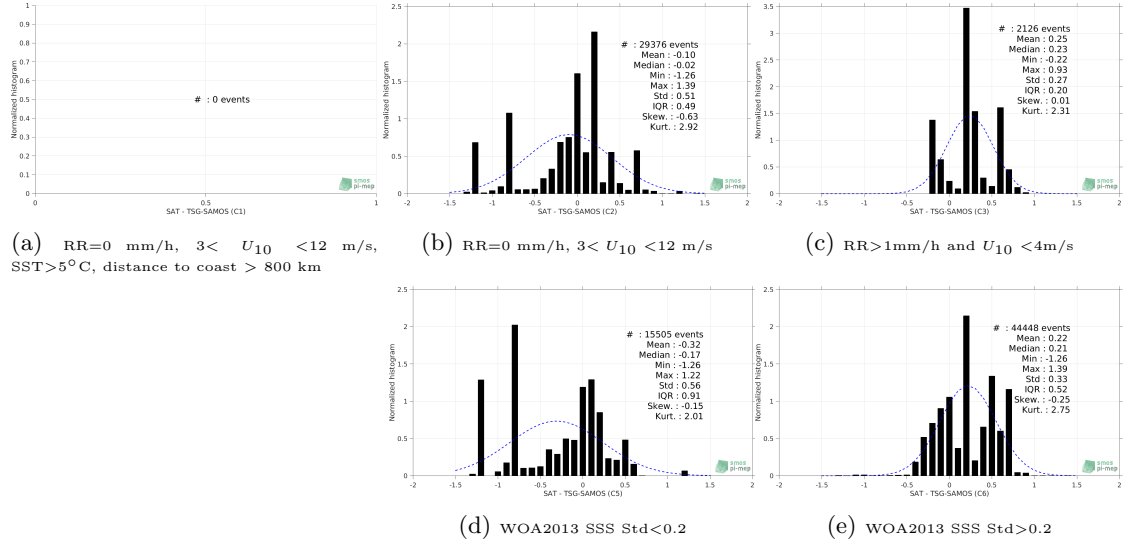 1
0.9
0.8
0.7
0.6
0.5
0.4
0.3
0.2
0.1
0
Normalized histogram
# : 0 events
0 0.5 1
SAT - TSG-SAMOS (C1)
smos
pi-mep
(a) RR=0 mm/h, 3< U10 <12 m/s,
SST>5°C, distance to coast > 800 km
2.5
2
1.5
1
0.5
0
Normalized histogram
# : 29376 events
Mean : -0.10
Median : -0.02
Min : -1.26
Max : 1.39
Std : 0.51
IQR : 0.49
Skew. : -0.63
Kurt. : 2.92
-2 -1.5 -1 -0.5 0 0.5 1 1.5 2
SAT - TSG-SAMOS (C2)
smos
pi-mep
(b) RR=0 mm/h, 3< U10 <12 m/s
3.5
3
2.5
2
1.5
1
0.5
0
Normalized histogram
# : 2126 events
Mean : 0.25
Median : 0.23
Min : -0.22
Max : 0.93
Std : 0.27
IQR : 0.20
Skew. : 0.01
Kurt. : 2.31
-2 -1.5 -1 -0.5 0 0.5 1 1.5 2
SAT - TSG-SAMOS (C3)
smos
pi-mep
(c) RR>1mm/h and U10 <4m/s
2.5
2
1.5
1
0.5
0
Normalized histogram
# : 15505 events
Mean : -0.32
Median : -0.17
Min : -1.26
Max : 1.22
Std : 0.56
IQR : 0.91
Skew. : -0.15
Kurt. : 2.01
-2 -1.5 -1 -0.5 0 0.5 1 1.5 2
SAT - TSG-SAMOS (C5)
smos
pi-mep
(d) WOA2013 SSS Std<0.2
2.5
2
1.5
1
0.5
0
Normalized histogram
# : 44448 events
Mean : 0.22
Median : 0.21
Min : -1.26
Max : 1.39
Std : 0.33
IQR : 0.52
Skew. : -0.25
Kurt. : 2.75
-2 -1.5 -1 -0.5 0 0.5 1 1.5 2
SAT - TSG-SAMOS (C6)
smos
pi-mep
(e) WOA2013 SSS Std>0.2